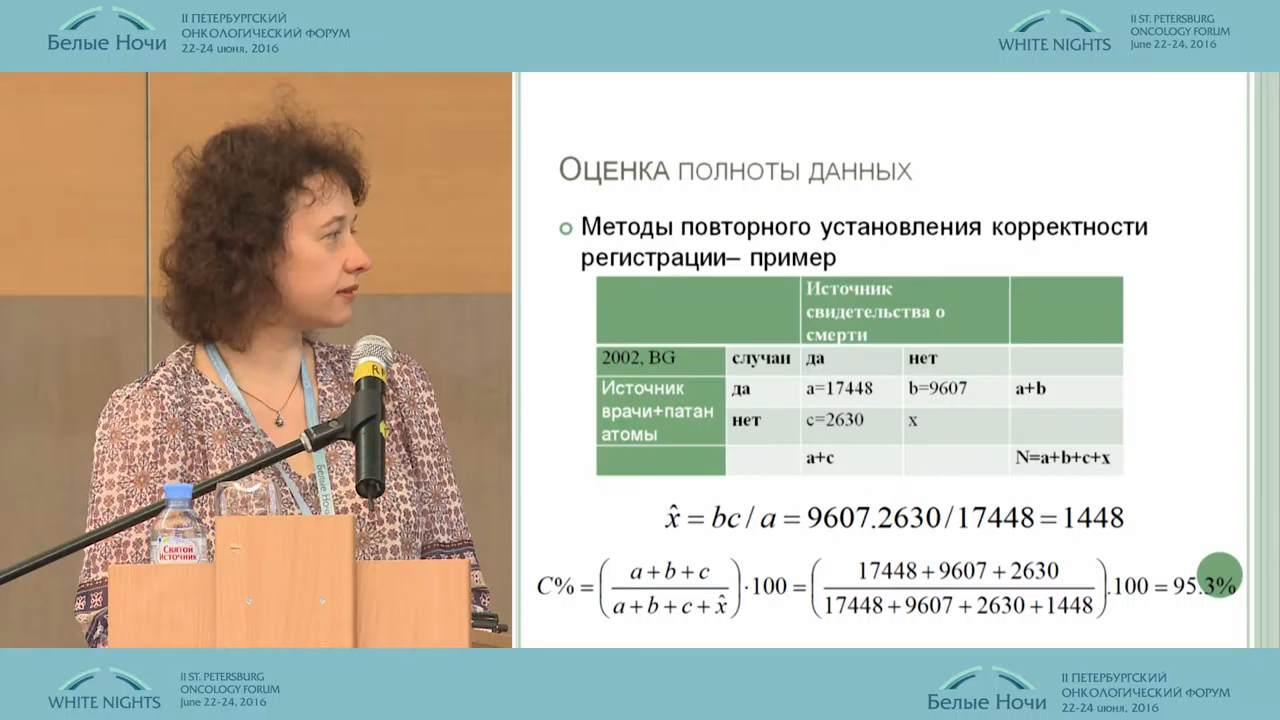 II ПЕТЕРБУРГСКИЙ
ОНКОЛОГИЧЕСКИЙ ФОРУМ
22-24 июня, 2016
Белые Ночи
II ST. PETERSBURG
ONCOLOGY FORUM
June 22-24, 2016
WHITE NIGHTS
Оценка полноты данных
Методы повторного установления корректности
регистрации– пример
Источник
свидетельства о
смерти
2002, BG случаи да нет
Источник
врачи+патан
атомы
да a=17448 b=9607 a+b
нет c=2630 x
a+c N=a+b+c+x
x̂ = bc / a = 9607.2630 / 17448 = 1448
C% = ( (a+b+c) / (a+b+c+x̂) ) ·100 = ( (17448+9607+2630) / (17448+9607+2630+1448) ).100 = 95.3%
Белые Ночи
Святой
Источник
II ST. PETERSBURG
ONCOLOGY FORUM
June 22-24, 2016
WHITE NIGHTS
II ПЕТЕРБУРГСКИЙ
ОНКОЛОГИЧЕСКИЙ ФОРУМ
22-24 июня, 2016
Белые Ночи